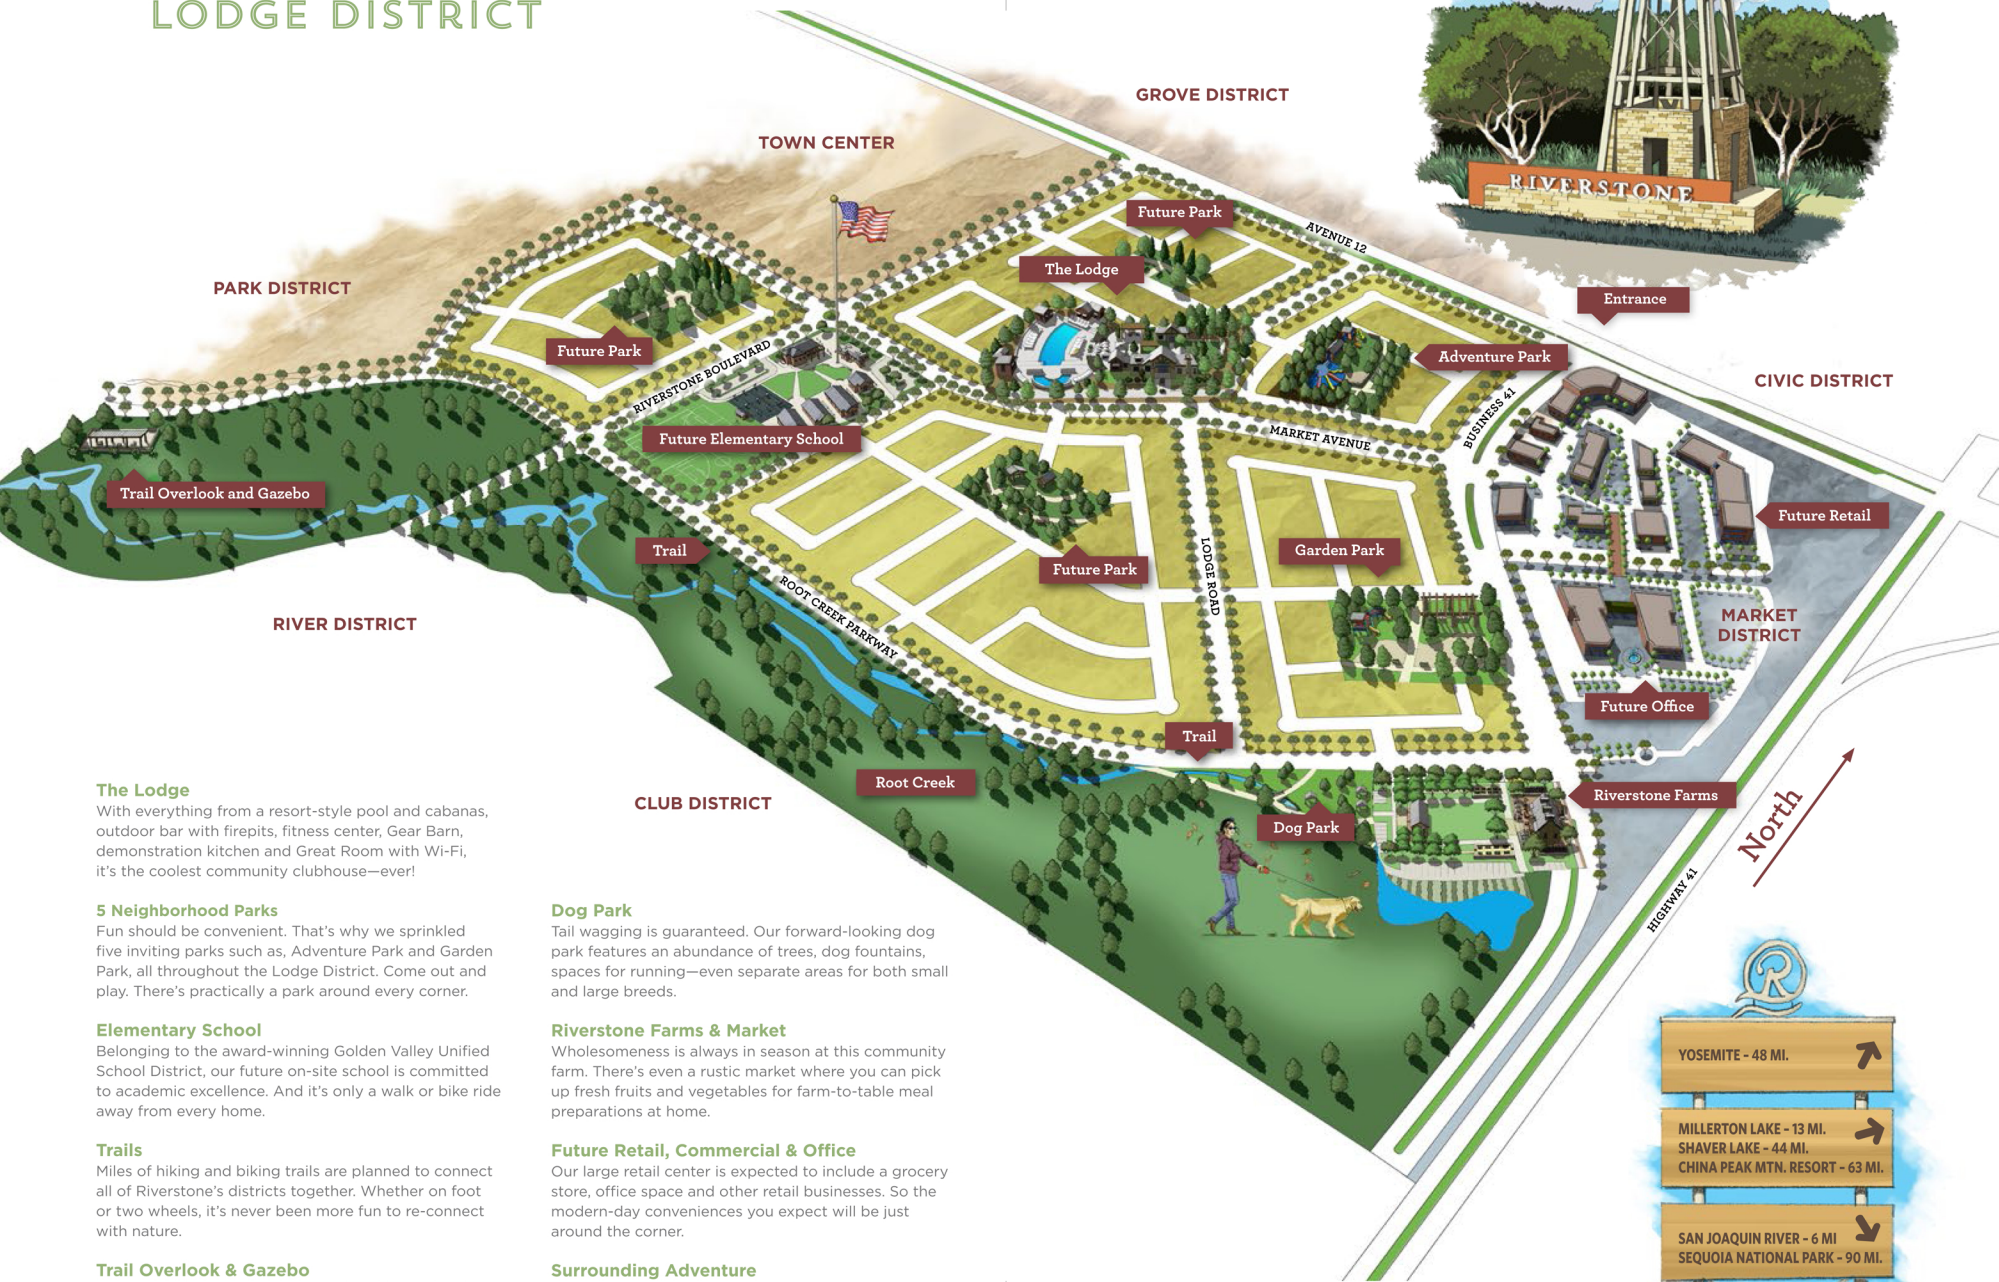 LODGE DISTRICT
GROVE DISTRICT
TOWN CENTER
PARK DISTRICT
RIVERSTONE
Future Park
AVENUE 12
The Lodge
Entrance
Future Park
RIVERSTONE BOULEVARD
Adventure Park
CIVIC DISTRICT
BUSINESS 41
MARKET AVENUE
Future Elementary School
Trail Overlook and Gazebo
Future Retail
Trail
Future Park
LODGE ROAD
Garden Park
ROOT CREEK PARKWAY
RIVER DISTRICT
MARKET
DISTRICT
Future Office
Trail
Root Creek
CLUB DISTRICT
Riverstone Farms
Dog Park
North
HIGHWAY 41
The Lodge
With everything from a resort-style pool and cabanas,
outdoor bar with firepits, fitness center, Gear Barn,
demonstration kitchen and Great Room with Wi-Fi,
it's the coolest community clubhouse—ever!
5 Neighborhood Parks
Fun should be convenient. That's why we sprinkled
five inviting parks such as, Adventure Park and Garden
Park, all throughout the Lodge District. Come out and
play. There's practically a park around every corner.
Elementary School
Belonging to the award-winning Golden Valley Unified
School District, our future on-site school is committed
to academic excellence. And it's only a walk or bike ride
away from every home.
Trails
Miles of hiking and biking trails are planned to connect
all of Riverstone's districts together. Whether on foot
or two wheels, it's never been more fun to re-connect
with nature.
Trail Overlook & Gazebo
Dog Park
Tail wagging is guaranteed. Our forward-looking dog
park features an abundance of trees, dog fountains,
spaces for running—even separate areas for both small
and large breeds.
Riverstone Farms & Market
Wholesomeness is always in season at this community
farm. There's even a rustic market where you can pick
up fresh fruits and vegetables for farm-to-table meal
preparations at home.
Future Retail, Commercial & Office
Our large retail center is expected to include a grocery
store, office space and other retail businesses. So the
modern-day conveniences you expect will be just
around the corner.
Surrounding Adventure
R
YOSEMITE - 48 MI.
MILLERTON LAKE - 13 MI.
SHAVER LAKE - 44 MI.
CHINA PEAK MTN. RESORT - 63 MI.
SAN JOAQUIN RIVER - 6 MI
SEQUOIA NATIONAL PARK - 90 MI.